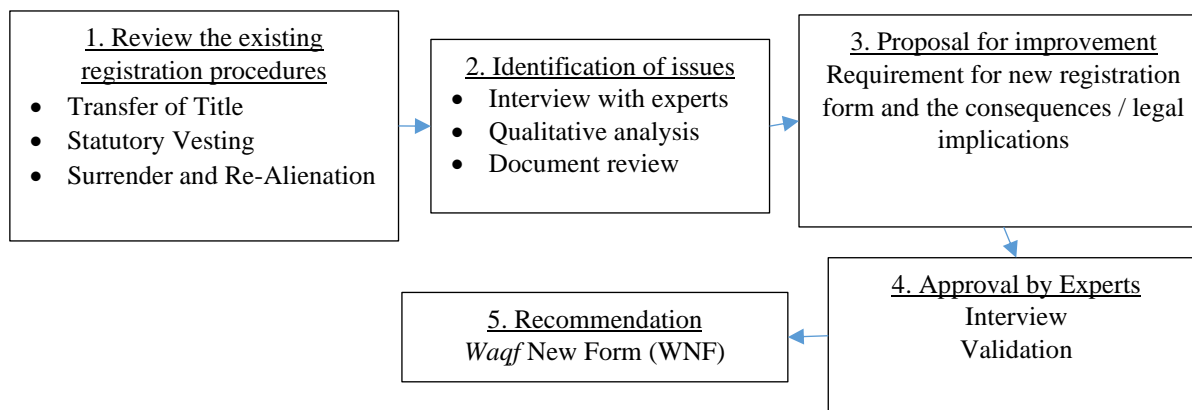 1. Review the existing
registration procedures
• Transfer of Title
• Statutory Vesting
• Surrender and Re-Alienation
2. Identification of issues
• Interview with experts
• Qualitative analysis
• Document review
3. Proposal for improvement
Requirement for new registration
form and the consequences / legal
implications
4. Approval by Experts
Interview
Validation
5. Recommendation
Waqf New Form (WNF)